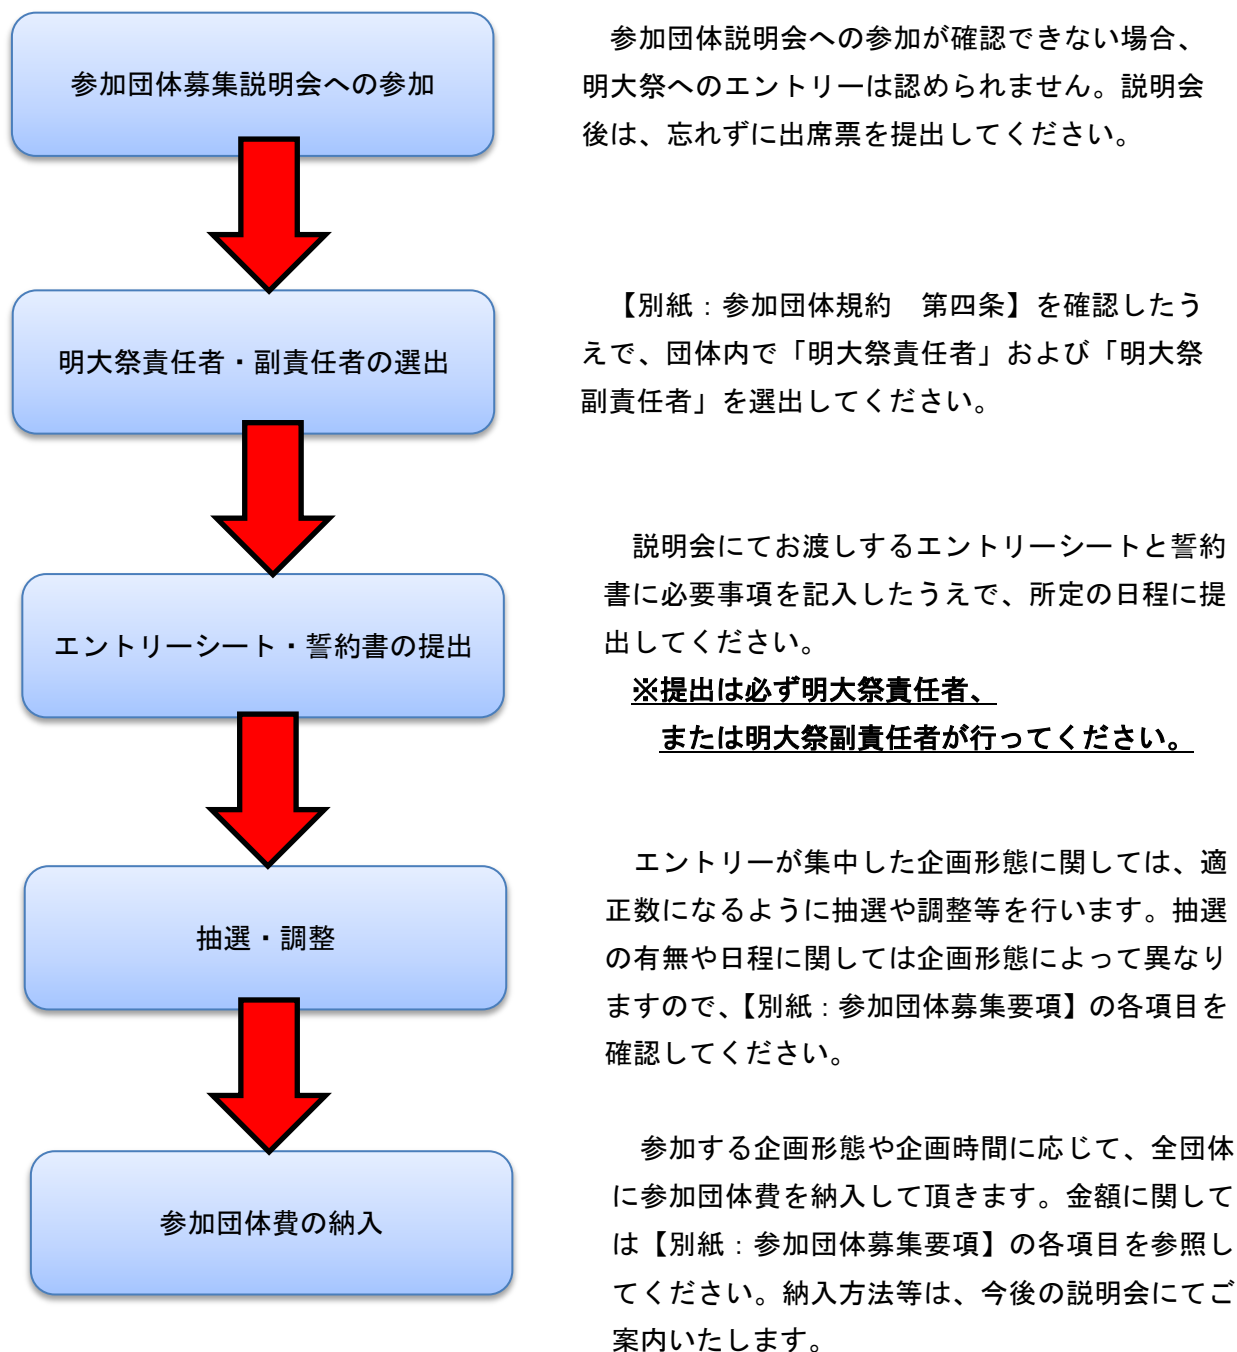 参加団体募集説明会への参加
参加団体説明会への参加が確認できない場合、
明大祭へのエントリーは認められません。説明会
後は、忘れずに出席票を提出してください。
明大祭責任者・副責任者の選出
【別紙：参加団体規約　第四条】を確認したう
えで、団体内で「明大祭責任者」および「明大祭
副責任者」を選出してください。
エントリーシート・誓約書の提出
説明会にてお渡しするエントリーシートと誓約
書に必要事項を記入したうえで、所定の日程に提
出してください。
※提出は必ず明大祭責任者、
または明大祭副責任者が行ってください。
抽選・調整
エントリーが集中した企画形態に関しては、適
正数になるように抽選や調整等を行います。抽選
の有無や日程に関しては企画形態によって異なり
ますので、【別紙：参加団体募集要項】の各項目を
確認してください。
参加団体費の納入
参加する企画形態や企画時間に応じて、全団体
に参加団体費を納入して頂きます。金額に関して
は【別紙：参加団体募集要項】の各項目を参照し
てください。納入方法等は、今後の説明会にてご
案内いたします。